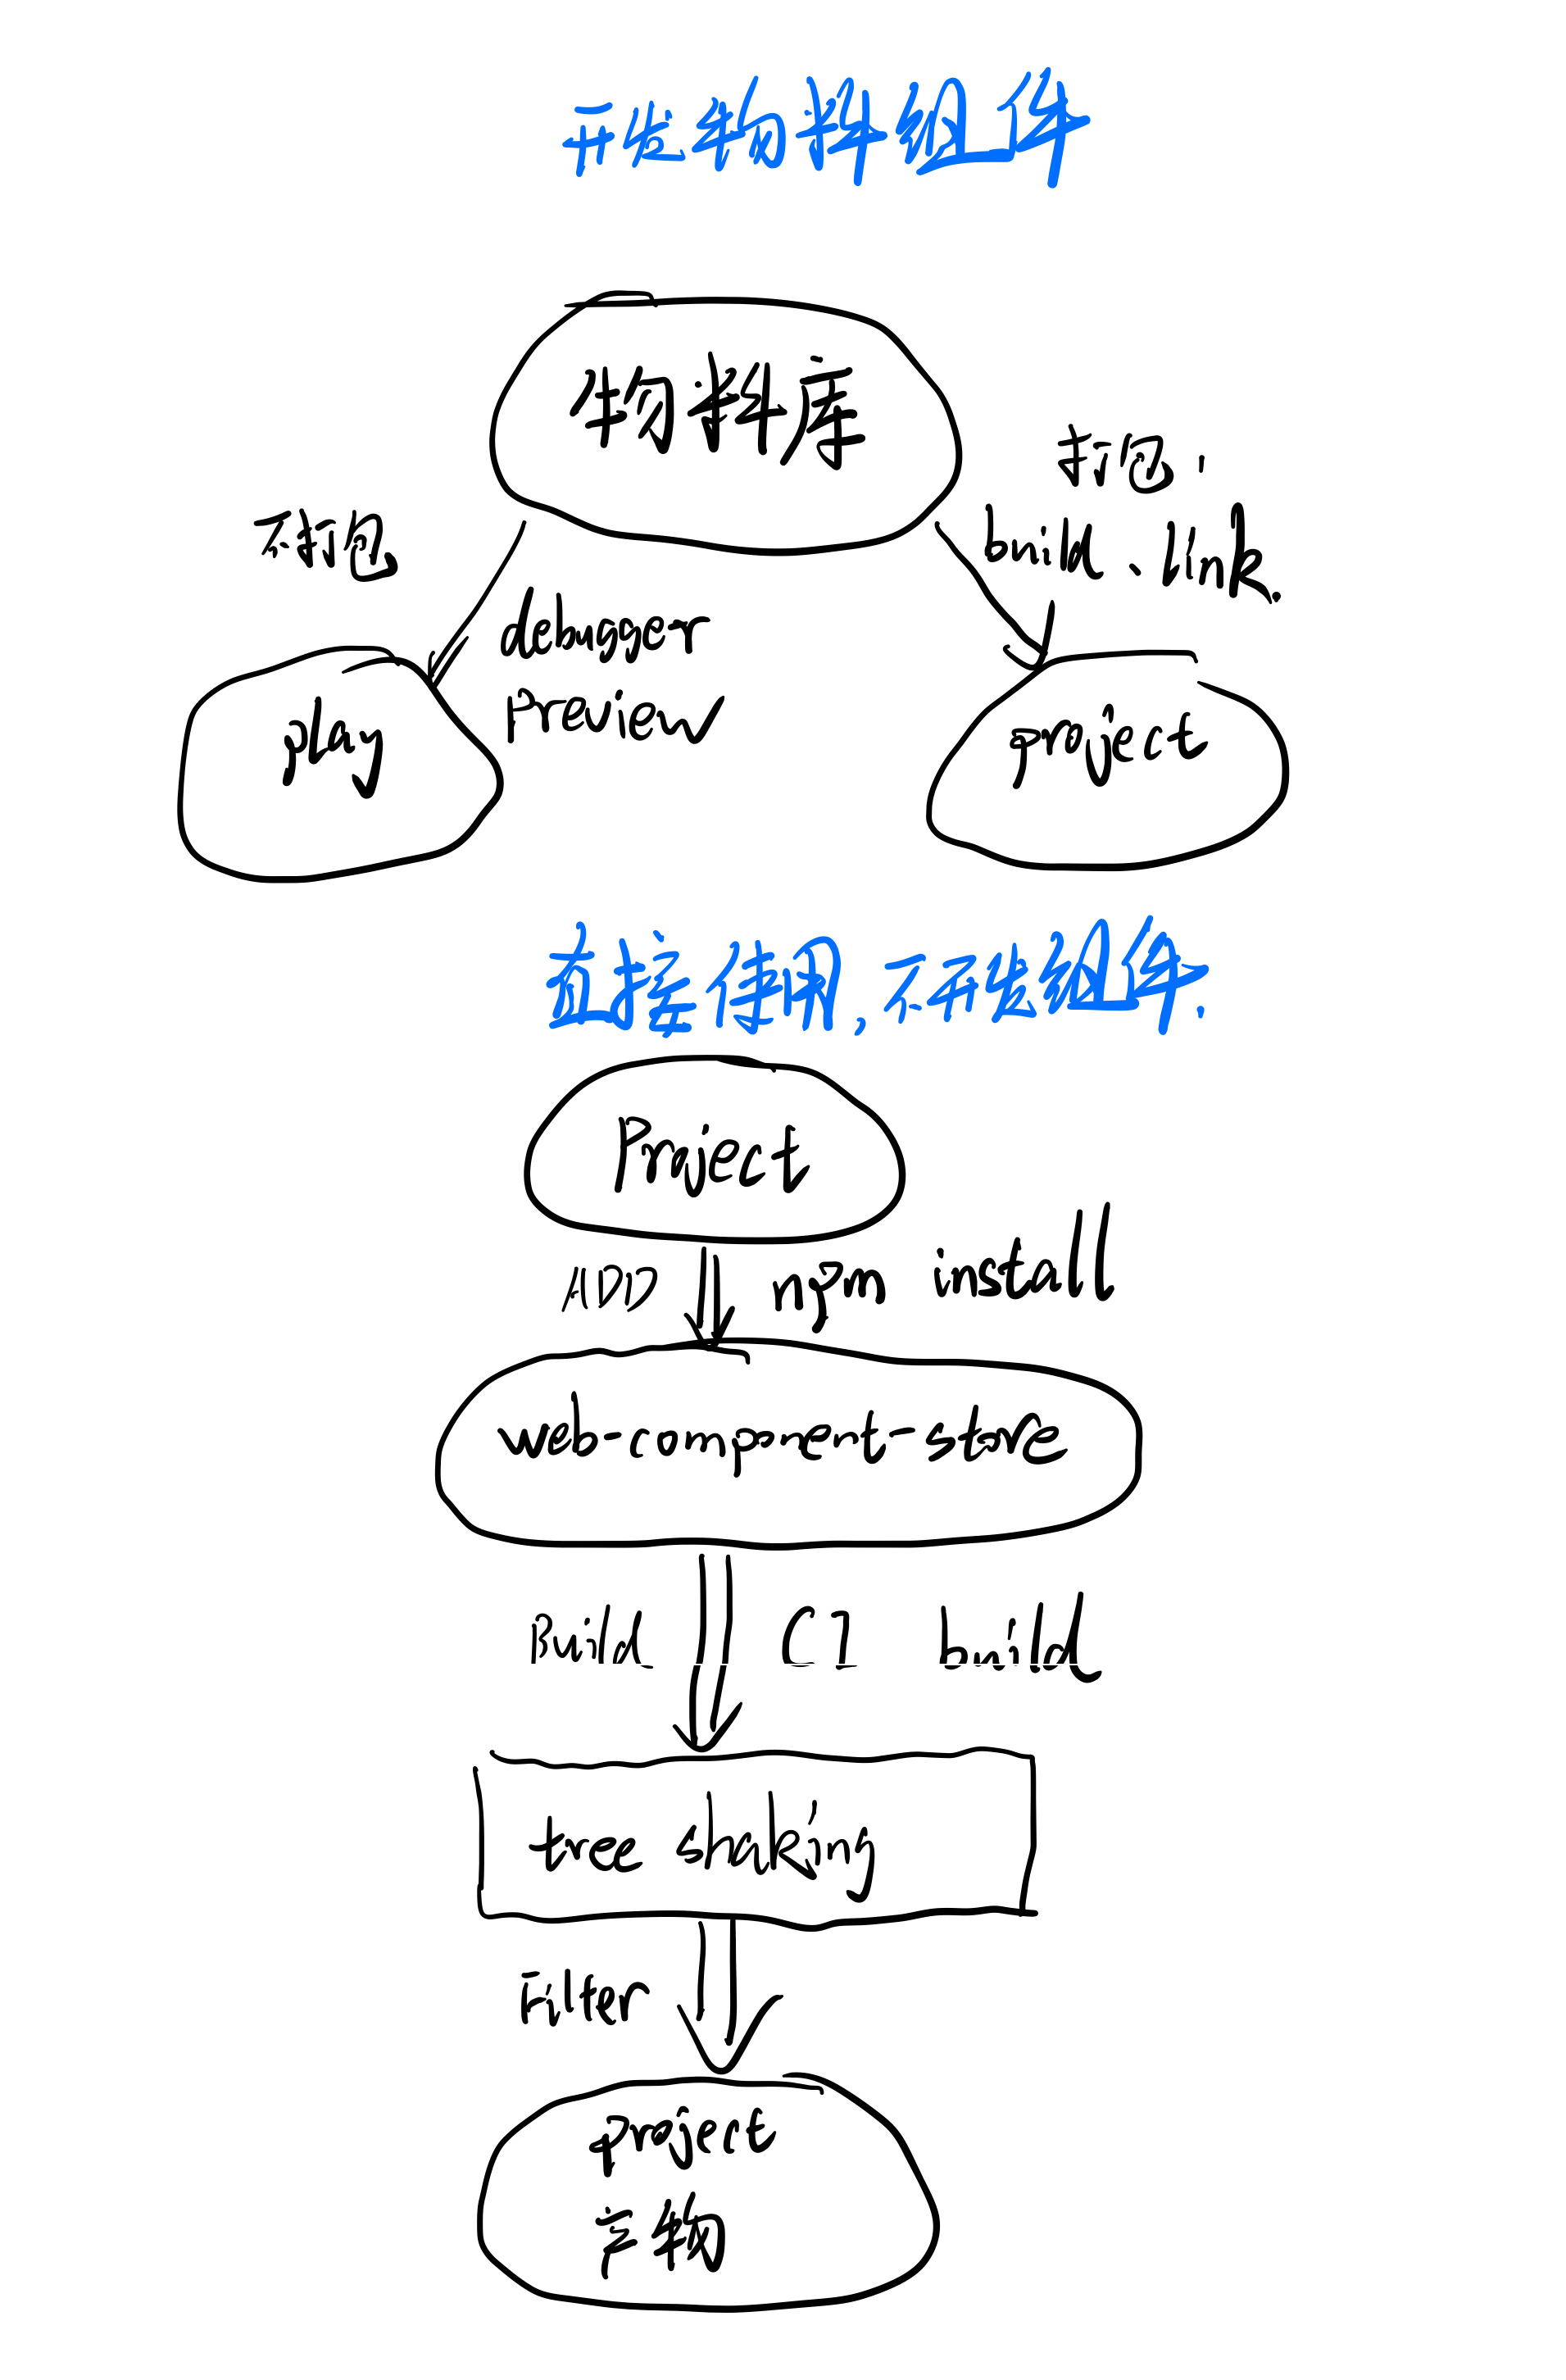 开发物料组件
物料库
不打包
打包:
build、link.
debugger
Preview
play
project
直接使用,不开发组件.
Project
ADD
npm install
web-component-store
Build
CI build
tree shaking
Filter
project
产物